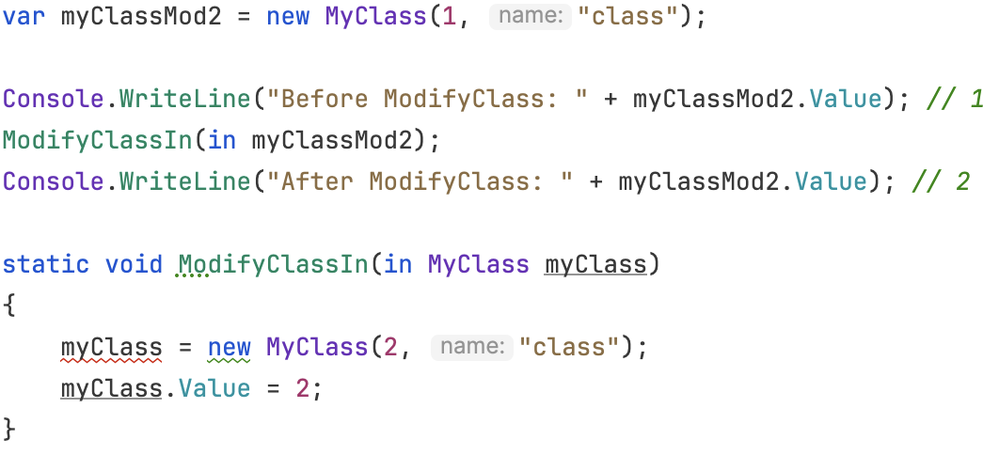 var myClassMod2 = new MyClass(1, name: "class");
Console.WriteLine("Before ModifyClass: " + myClassMod2.Value); // 1
ModifyClassIn(in myClassMod2);
Console.WriteLine("After ModifyClass: " + myClassMod2.Value); // 2
static void ModifyClassIn(in MyClass myClass)
{
myClass = new MyClass(2, name: "class");
myClass.Value = 2;
}